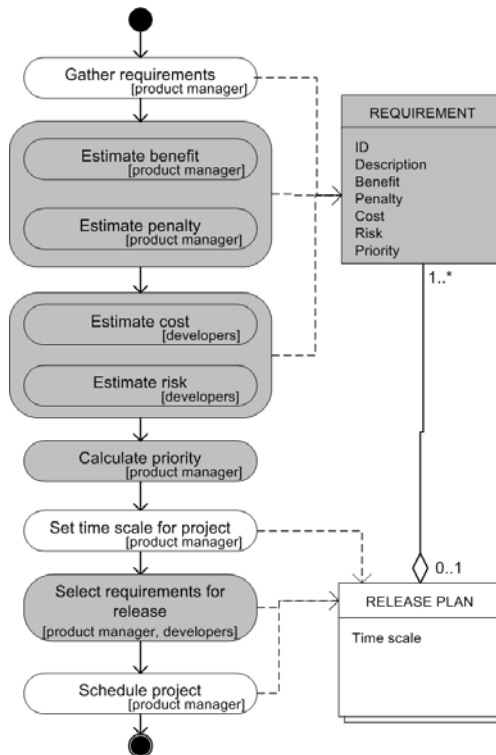 Gather requirements
[product manager]
Estimate benefit
[product manager]
Estimate penalty
[product manager]
Estimate cost
[developers]
Estimate risk
[developers]
Calculate priority
[product manager]
Set time scale for project
[product manager]
Select requirements for
release
[product manager, developers]
Schedule project
[product manager]
REQUIREMENT
ID
Description
Benefit
Penalty
Cost
Risk
Priority
1..*
0..1
RELEASE PLAN
Time scale